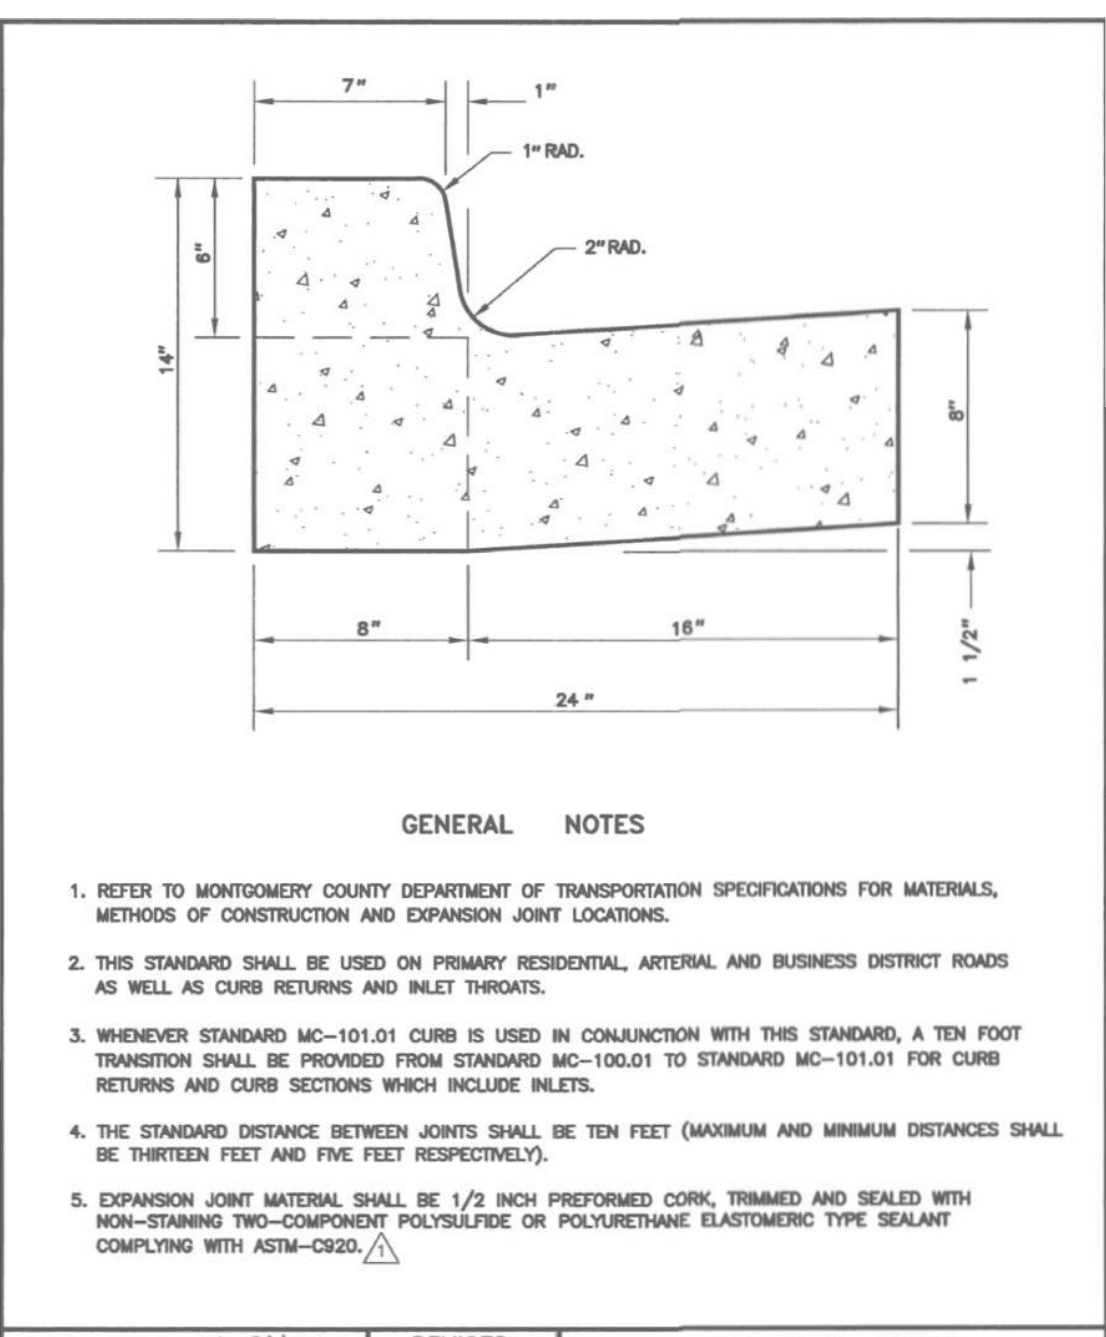 7"
1"
1" RAD.
2" RAD.
6"
14"
8"
8"
16"
1 1/2"
24 "
GENERAL NOTES
1. REFER TO MONTGOMERY COUNTY DEPARTMENT OF TRANSPORTATION SPECIFICATIONS FOR MATERIALS,
METHODS OF CONSTRUCTION AND EXPANSION JOINT LOCATIONS.
2. THIS STANDARD SHALL BE USED ON PRIMARY RESIDENTIAL, ARTERIAL AND BUSINESS DISTRICT ROADS
AS WELL AS CURB RETURNS AND INLET THROATS.
3. WHENEVER STANDARD MC-101.01 CURB IS USED IN CONJUNCTION WITH THIS STANDARD, A TEN FOOT
TRANSITION SHALL BE PROVIDED FROM STANDARD MC-100.01 TO STANDARD MC-101.01 FOR CURB
RETURNS AND CURB SECTIONS WHICH INCLUDE INLETS.
4. THE STANDARD DISTANCE BETWEEN JOINTS SHALL BE TEN FEET (MAXIMUM AND MINIMUM DISTANCES SHALL
BE THIRTEEN FEET AND FIVE FEET RESPECTIVELY).
5. EXPANSION JOINT MATERIAL SHALL BE 1/2 INCH PREFORMED CORK, TRIMMED AND SEALED WITH
NON-STAINING TWO-COMPONENT POLYSULFIDE OR POLYURETHANE ELASTOMERIC TYPE SEALANT
COMPLYING WITH ASTM-C920. 1